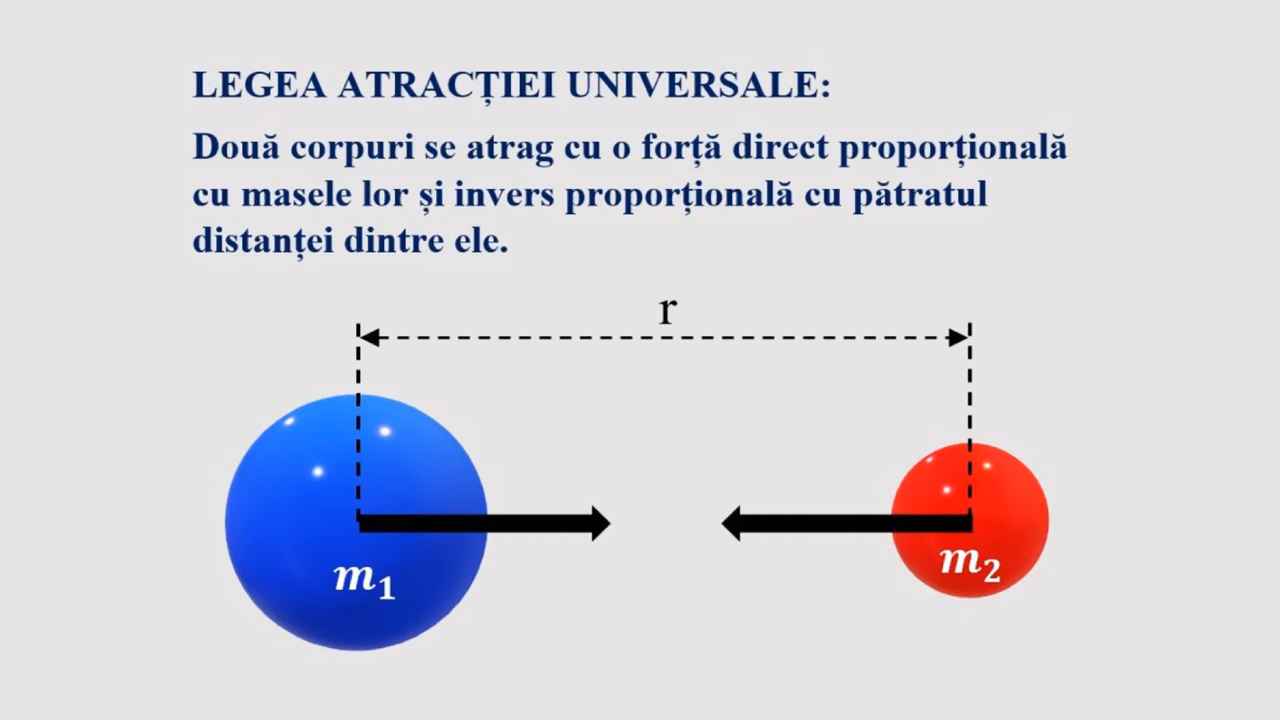 LEGEA ATRACȚIEI UNIVERSALE:
Două corpuri se atrag cu o forță direct proporțională
cu masele lor și invers proporțională cu pătratul
distanței dintre ele.
r
m₁
m₂